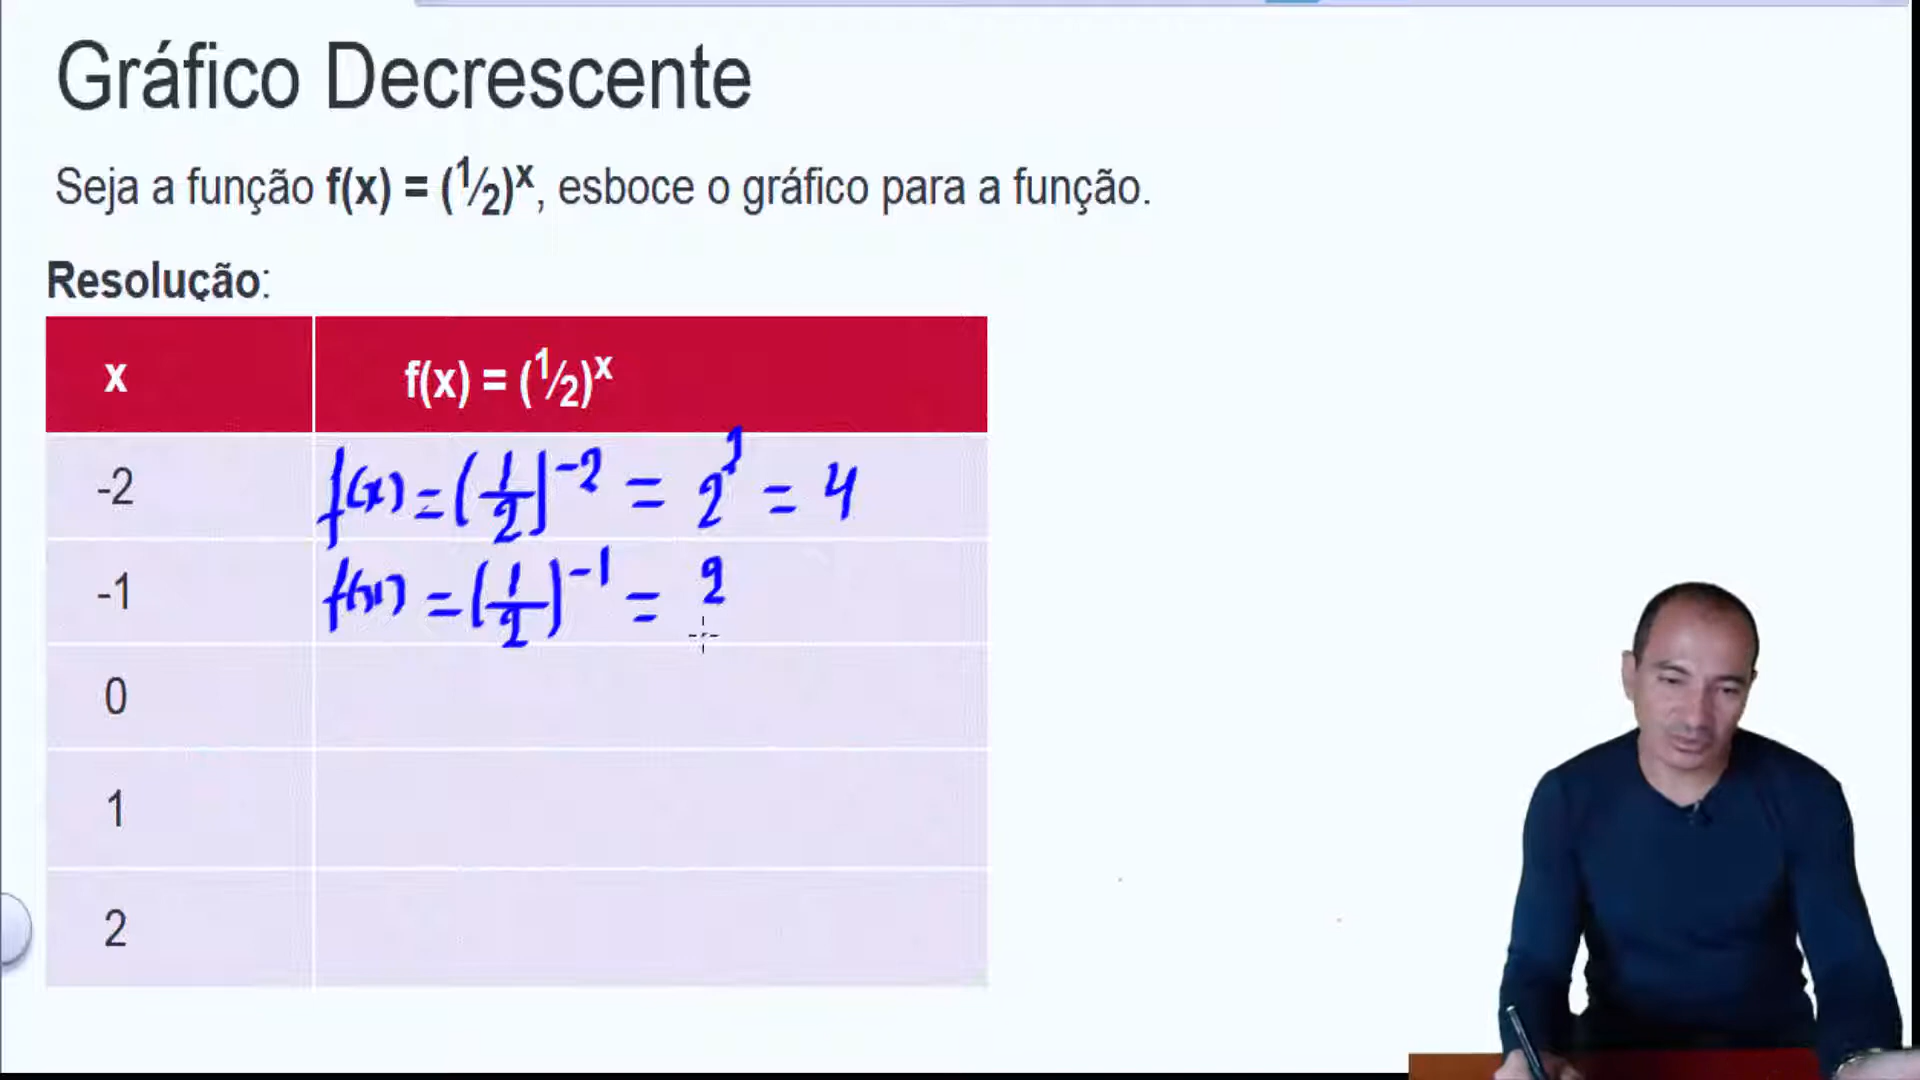 Gráfico Decrescente
Seja a função f(x) = (½)ˣ, esboce o gráfico para a função.
Resolução:
x f(x) = (½)ˣ
-2 f(x) = (1/2)⁻² = 2² = 4
-1 f(x) = (1/2)⁻¹ = 2
0
1
2